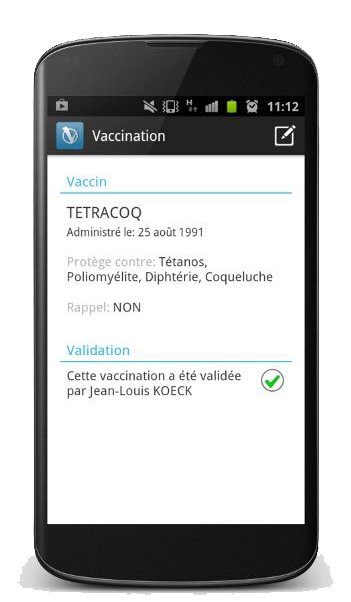 H
11:12
Vaccination
Vaccin
TETRACOQ
Administré le: 25 août 1991
Protège contre: Tétanos,
Poliomyélite, Diphtérie, Coqueluche
Rappel: NON
Validation
Cette vaccination a été validée
par Jean-Louis KOECK